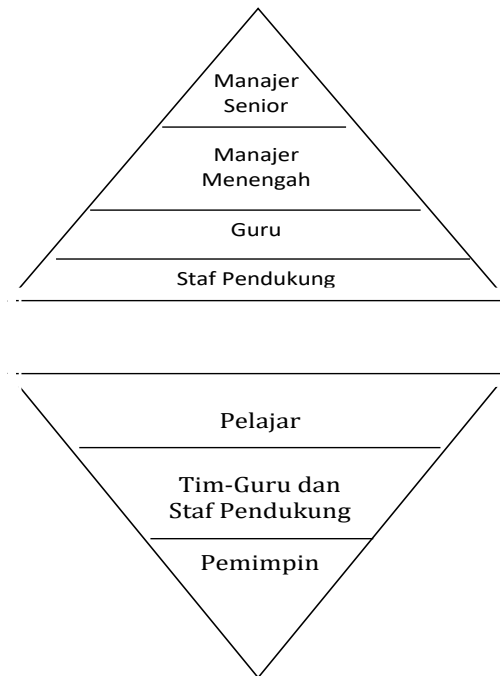 Manajer
Senior
Manajer
Menengah
Guru
Staf Pendukung
Pelajar
Tim-Guru dan
Staf Pendukung
Pemimpin